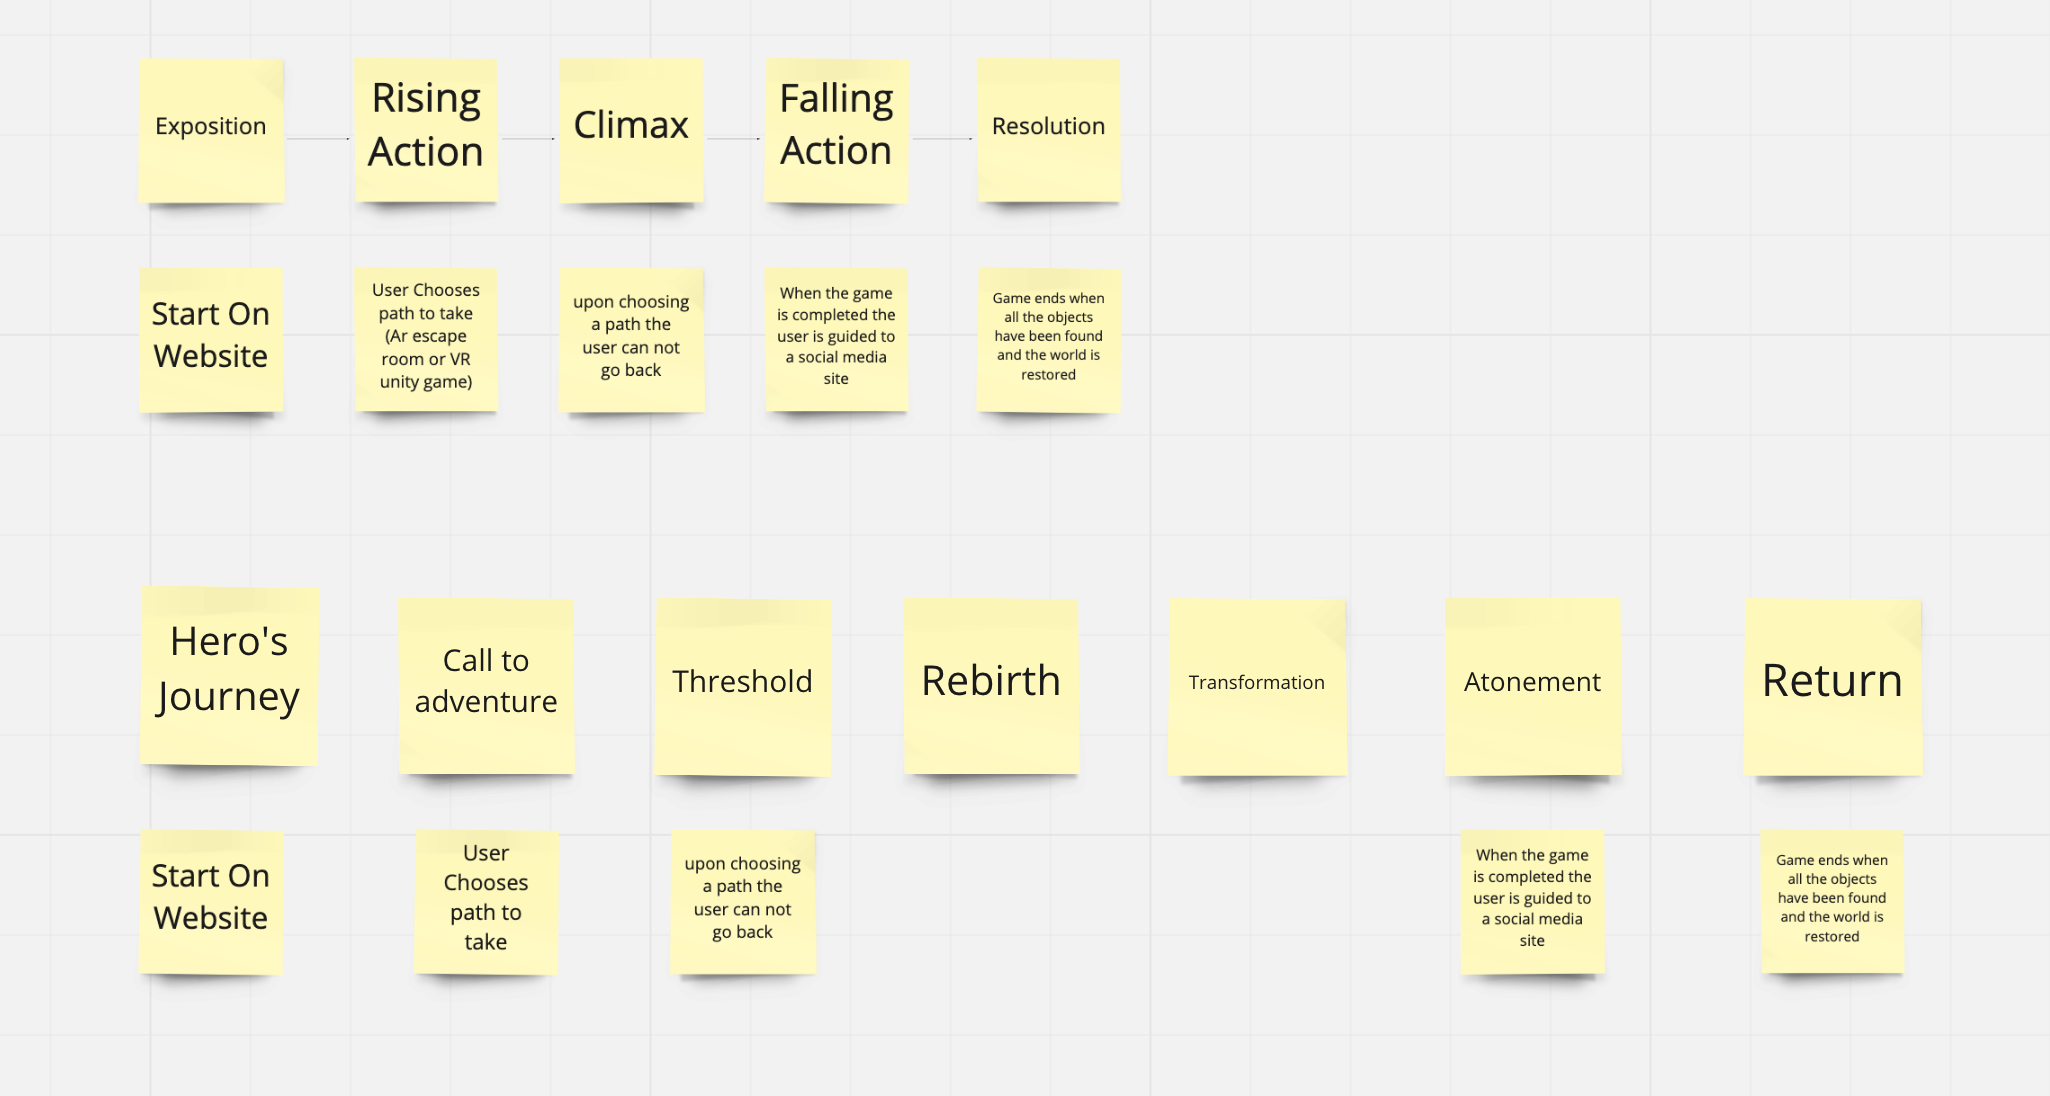 Exposition
Rising
Action
Climax
Falling
Action
Resolution
Start On
Website
User Chooses
path to take
(Ar escape
room or VR
unity game)
upon choosing
a path the
user can not
go back
When the game
is completed the
user is guided to
a social media
site
Game ends when
all the objects
have been found
and the world is
restored
Hero's
Journey
Call to
adventure
Threshold
Rebirth
Transformation
Atonement
Return
Start On
Website
User
Chooses
path to
take
upon choosing
a path the
user can not
go back
When the game
is completed the
user is guided to
a social media
site
Game ends when
all the objects
have been found
and the world is
restored